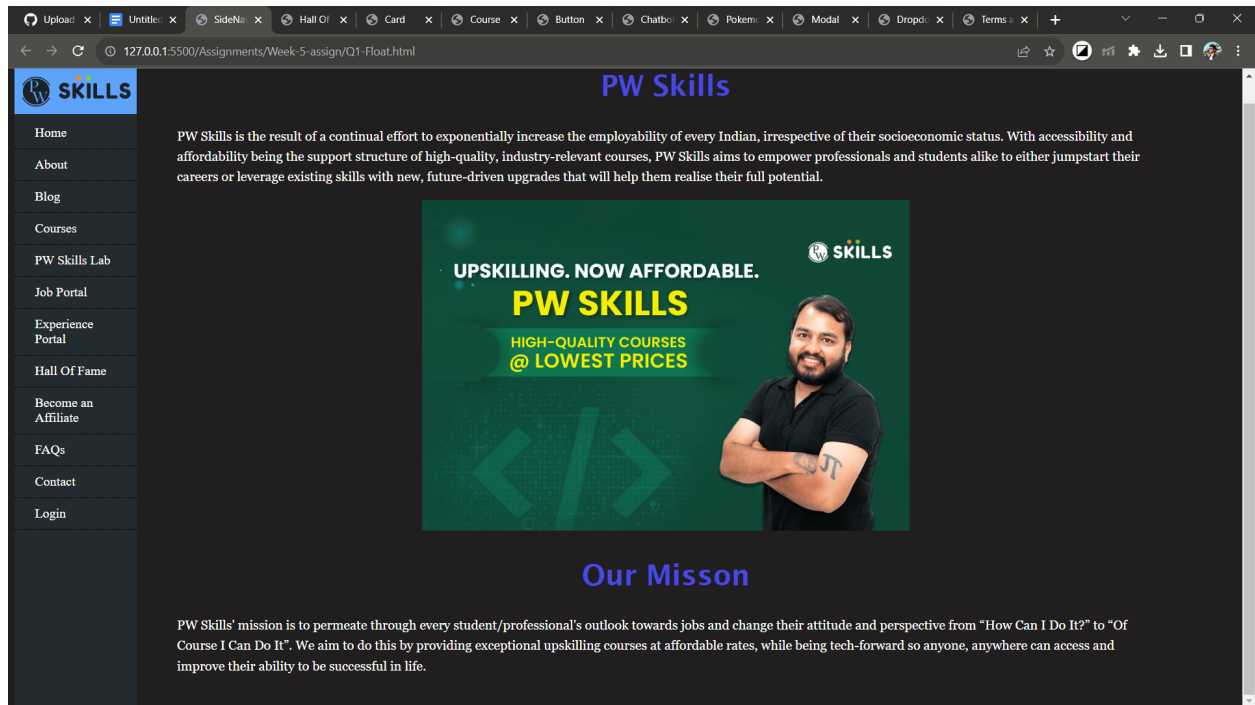 Upload
Untitled
SideNav
Hall Of
Card
Course
Button
Chatbot
Pokemo
Modal
Dropdo
Terms a
127.0.0.1:5500/Assignments/Week-5-assign/Q1-Float.html
PW SKILLS
Home
About
Blog
Courses
PW Skills Lab
Job Portal
Experience
Portal
Hall Of Fame
Become an
Affiliate
FAQs
Contact
Login
PW Skills
PW Skills is the result of a continual effort to exponentially increase the employability of every Indian, irrespective of their socioeconomic status. With accessibility and
affordability being the support structure of high-quality, industry-relevant courses, PW Skills aims to empower professionals and students alike to either jumpstart their
careers or leverage existing skills with new, future-driven upgrades that will help them realise their full potential.
PW SKILLS
UPSKILLING. NOW AFFORDABLE.
PW SKILLS
HIGH-QUALITY COURSES
@ LOWEST PRICES
</>
π
Our Misson
PW Skills' mission is to permeate through every student/professional's outlook towards jobs and change their attitude and perspective from “How Can I Do It?” to “Of
Course I Can Do It”. We aim to do this by providing exceptional upskilling courses at affordable rates, while being tech-forward so anyone, anywhere can access and
improve their ability to be successful in life.